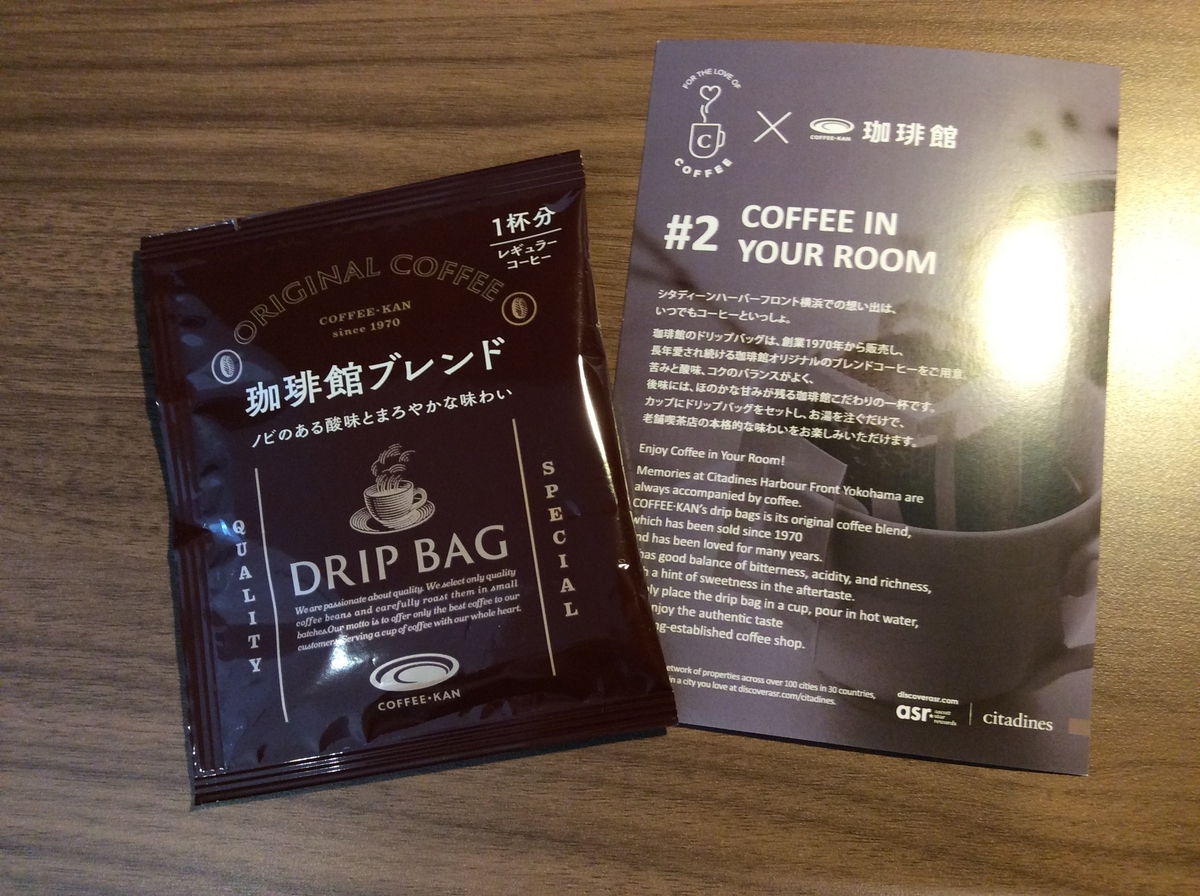 1杯分
レギュラー
コーヒー
ORIGINAL COFFEE
COFFEE・KAN
since 1970
珈琲館ブレンド
ノビのある酸味とまろやかな味わい
QUALITY
SPECIAL
DRIP BAG
We are passionate about quality. We select only quality
coffee beans and carefully roast them in small
batches.Our motto is to offer only the best coffee to our
customers. Serving a cup of coffee with our whole heart.
COFFEE・KAN
FOR THE LOVE OF
C
COFFEE
×
COFFEE・KAN
珈琲館
#2 COFFEE IN
YOUR ROOM
シタディーンハーバーフロント横浜での想い出は、
いつでもコーヒーといっしょ。
珈琲館のドリップバッグは、創業1970年から販売し、
長年愛され続ける珈琲館オリジナルのブレンドコーヒーをご用意。
苦みと酸味、コクのバランスがよく、
後味には、ほのかな甘みが残る珈琲館こだわりの一杯です。
カップにドリップバッグをセットし、お湯を注ぐだけで、
老舗喫茶店の本格的な味わいをお楽しみいただけます。
Enjoy Coffee in Your Room!
Memories at Citadines Harbour Front Yokohama are
always accompanied by coffee.
COFFEE-KAN's drip bags is its original coffee blend,
which has been sold since 1970
nd has been loved for many years.
has good balance of bitterness, acidity, and richness,
h a hint of sweetness in the aftertaste.
ly place the drip bag in a cup, pour in hot water,
enjoy the authentic taste
ng-established coffee shop.
etwork of properties across over 100 cities in 30 countries,
in a city you love at discoverasr.com/citadines.
discoverasr.com
asr ascott star rewards
citadines